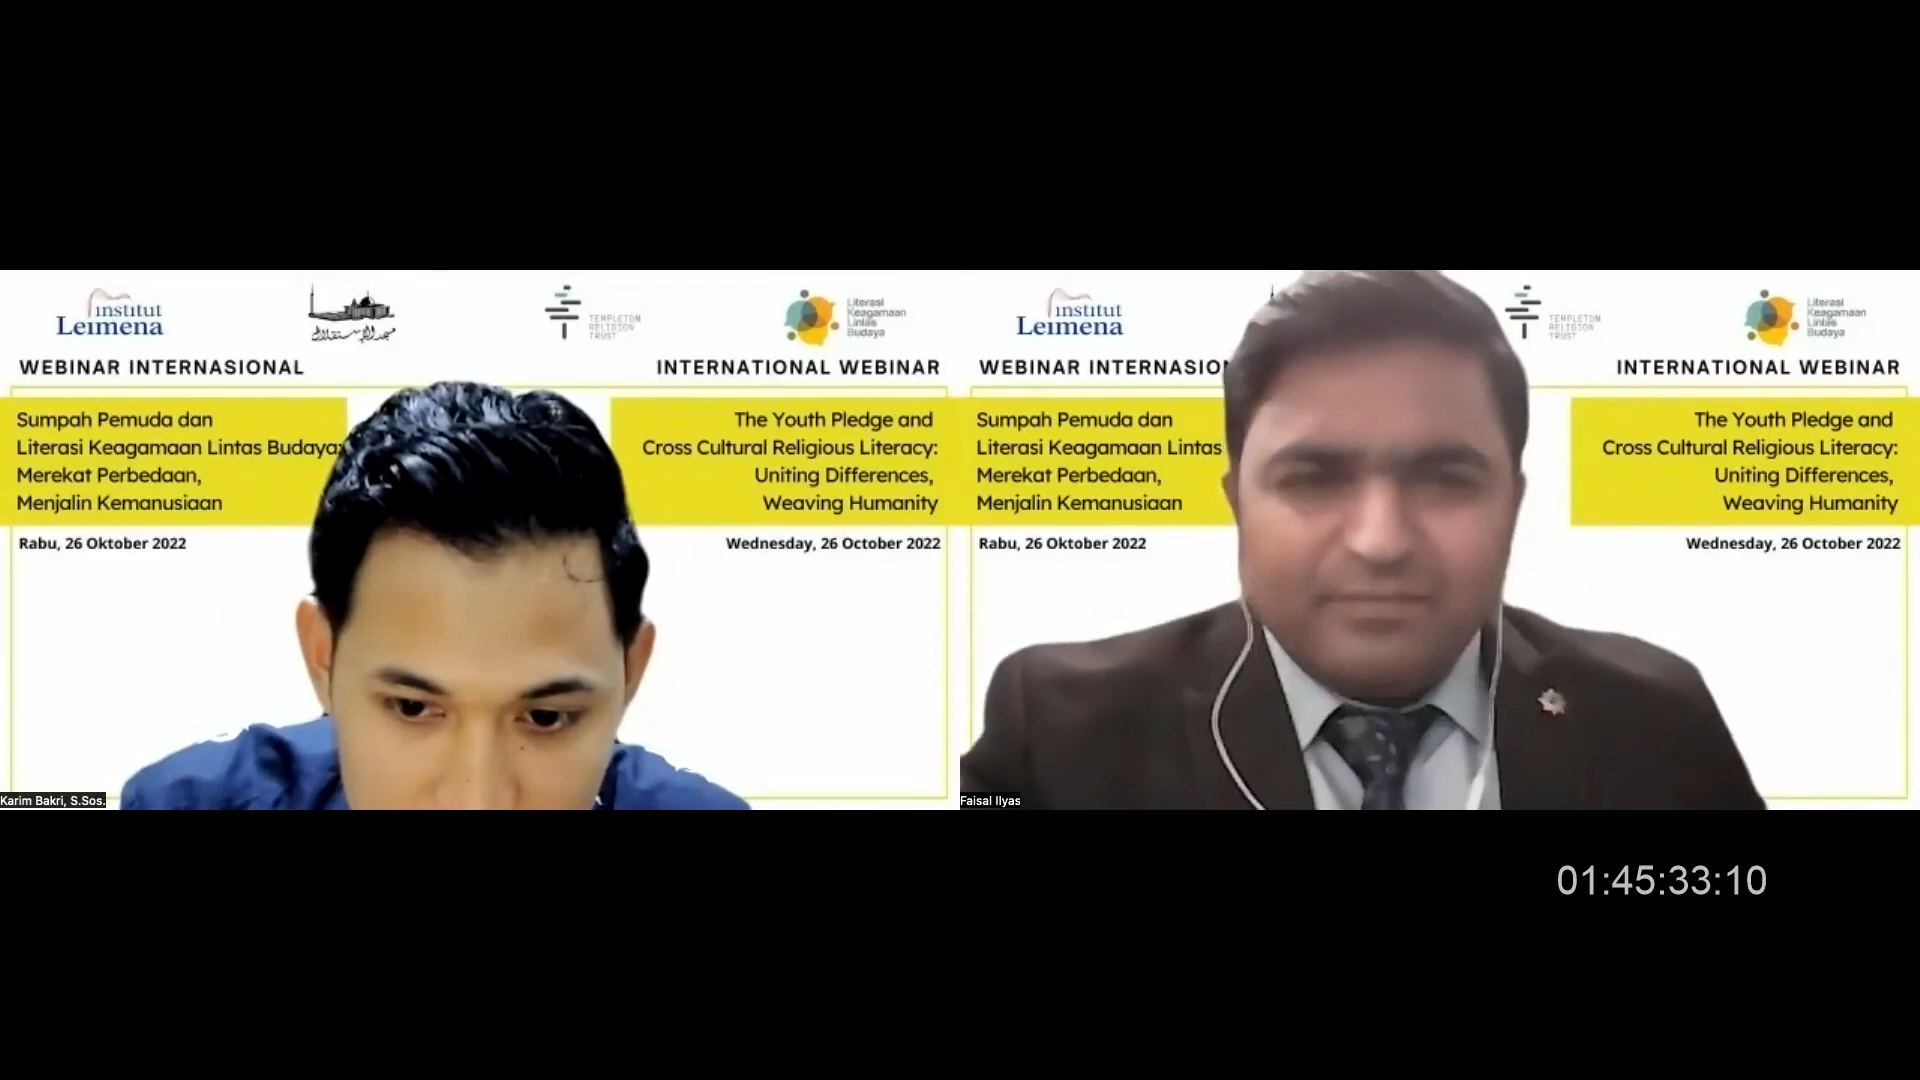 institut
Leimena
مسجد الإستقلال
TEMPLETON
RELIGION
TRUST
Literasi
Keagamaan
Lintas
Budaya
WEBINAR INTERNASIONAL
INTERNATIONAL WEBINAR
Sumpah Pemuda dan
Literasi Keagamaan Lintas Budaya:
Merekat Perbedaan,
Menjalin Kemanusiaan
The Youth Pledge and
Cross Cultural Religious Literacy:
Uniting Differences,
Weaving Humanity
Rabu, 26 Oktober 2022
Wednesday, 26 October 2022
Karim Bakri, S.Sos.
institut
Leimena
TEMPLETON
RELIGION
TRUST
Literasi
Keagamaan
Lintas
Budaya
WEBINAR INTERNASION
INTERNATIONAL WEBINAR
Sumpah Pemuda dan
Literasi Keagamaan Lintas
Merekat Perbedaan,
Menjalin Kemanusiaan
The Youth Pledge and
Cross Cultural Religious Literacy:
Uniting Differences,
Weaving Humanity
Rabu, 26 Oktober 2022
Wednesday, 26 October 2022
Faisal Ilyas
01:45:33:10